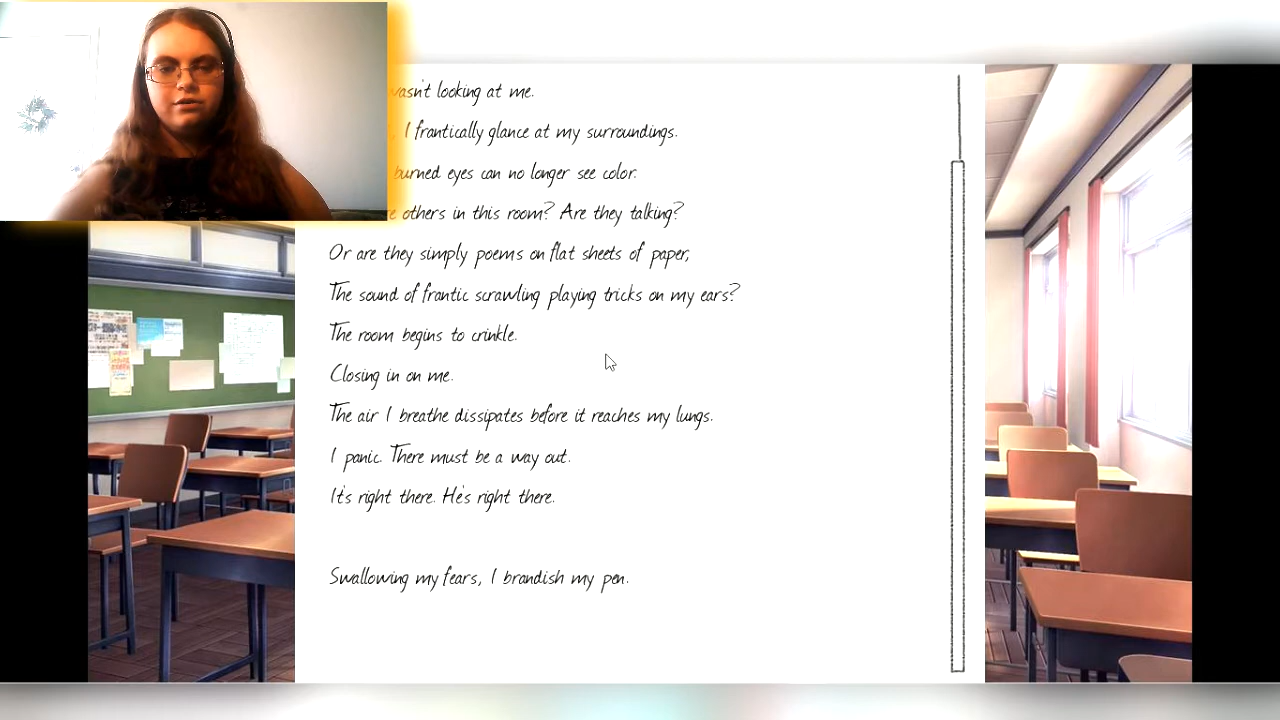 wasn't looking at me.
I frantically glance at my surroundings.
burned eyes can no longer see color.
others in this room? Are they talking?
Or are they simply poems on flat sheets of paper,
The sound of frantic scrawling playing tricks on my ears?
The room begins to crinkle.
Closing in on me.
The air I breathe dissipates before it reaches my lungs.
I panic. There must be a way out.
It's right there. He's right there.
Swallowing my fears, I brandish my pen.